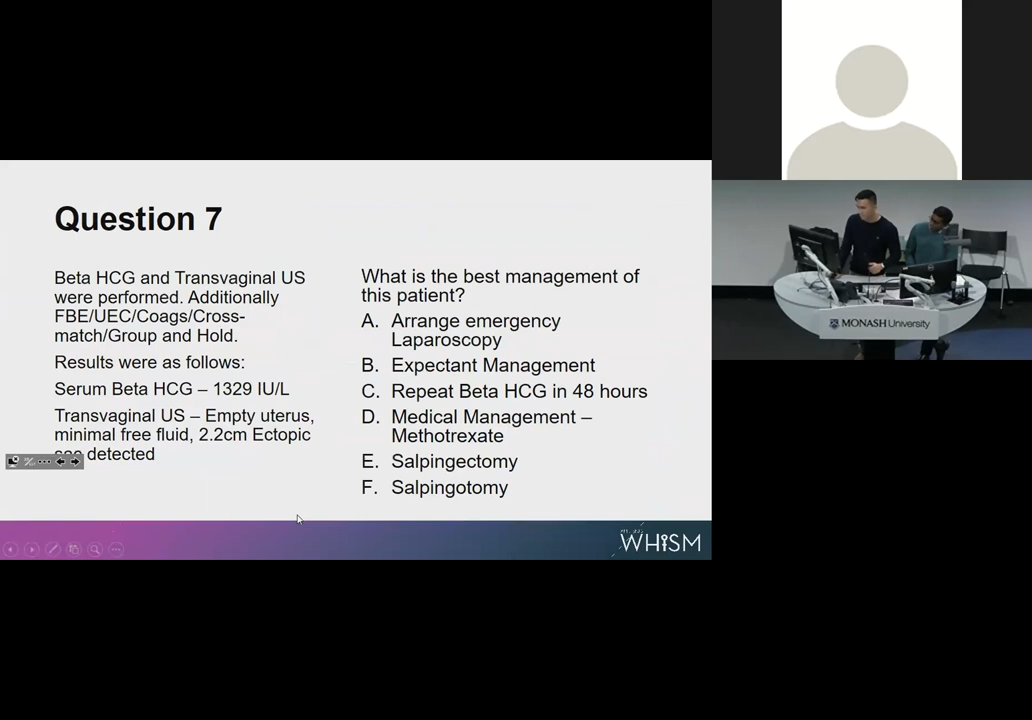 Question 7
Beta HCG and Transvaginal US
were performed. Additionally
FBE/UEC/Coags/Cross-
match/Group and Hold.
Results were as follows:
Serum Beta HCG – 1329 IU/L
Transvaginal US – Empty uterus,
minimal free fluid, 2.2cm Ectopic
detected
What is the best management of
this patient?
A. Arrange emergency
Laparoscopy
B. Expectant Management
C. Repeat Beta HCG in 48 hours
D. Medical Management –
Methotrexate
E. Salpingectomy
F. Salpingotomy
WHiSM
MONASH University